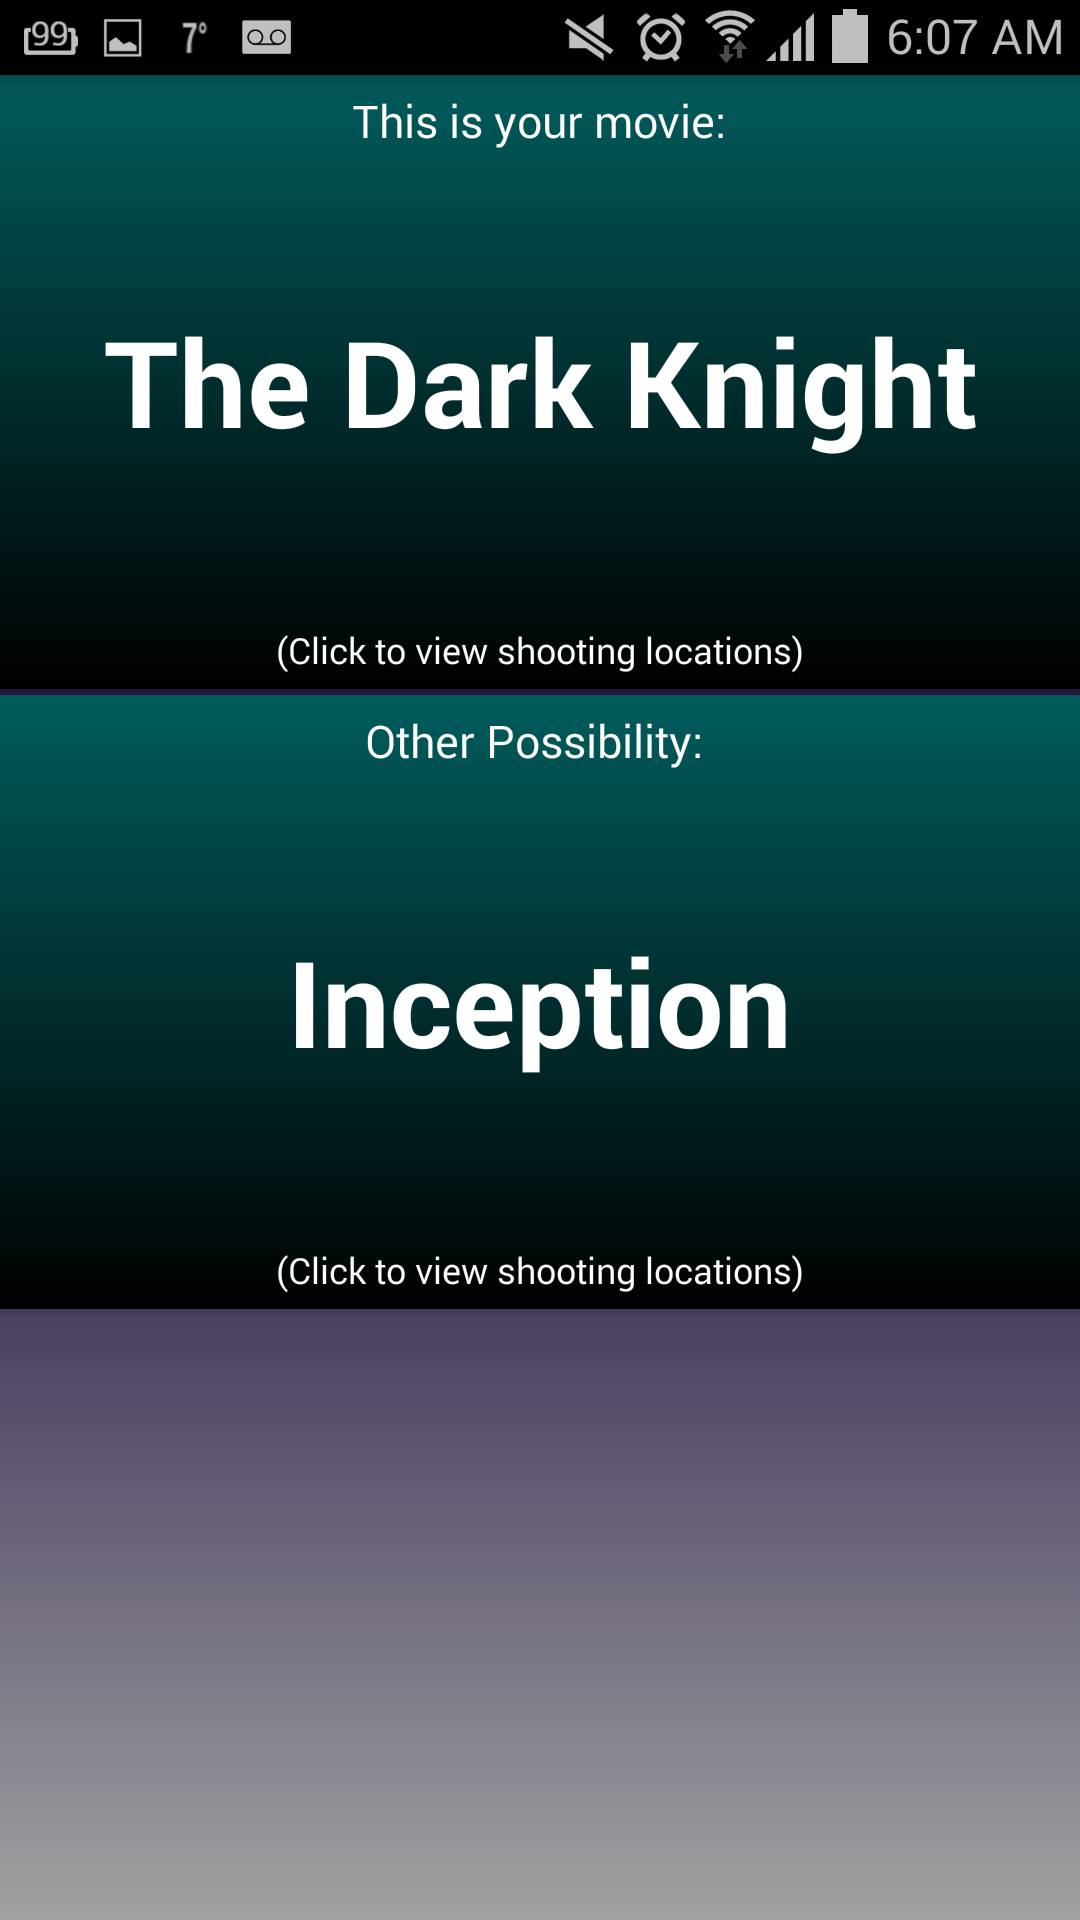 99 7° 6:07 AM
This is your movie:
The Dark Knight
(Click to view shooting locations)
Other Possibility:
Inception
(Click to view shooting locations)